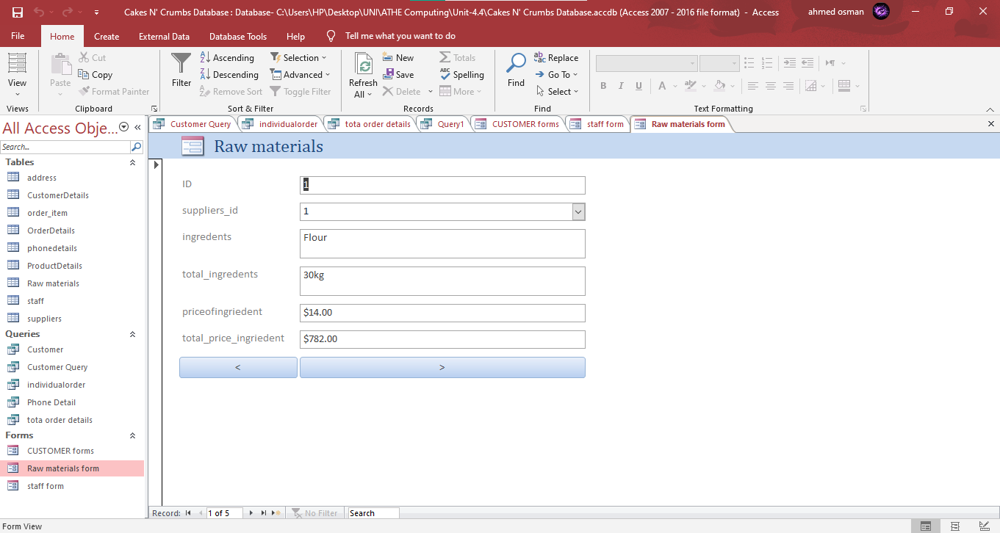 Cakes N' Crumbs Database : Database- C:\Users\HP\Desktop\UNI\ATHE Computing\Unit-4.4\Cakes N' Crumbs Database.accdb (Access 2007 - 2016 file format) - Access
ahmed osman
File Home Create External Data Database Tools Help Tell me what you want to do
View
Views
Paste
Cut
Copy
Format Painter
Clipboard
Filter
Ascending
Descending
Remove Sort
Selection
Advanced
Toggle Filter
Sort & Filter
Refresh
All
New
Save
Delete
Totals
Spelling
More
Records
Find
Replace
Go To
Select
Find
B I U A
Text Formatting
All Access Obje...
Search...
Tables
address
CustomerDetails
order_item
OrderDetails
phonedetails
ProductDetails
Raw materials
staff
suppliers
Queries
Customer
Customer Query
individualorder
Phone Detail
tota order details
Forms
CUSTOMER forms
Raw materials form
staff form
Customer Query individualorder tota order details Query1 CUSTOMER forms staff form Raw materials form
Raw materials
ID 1
suppliers_id 1
ingredents Flour
total_ingredents 30kg
priceofingriedent $14.00
total_price_ingriedent $782.00
< >
Record: 1 of 5 No Filter Search
Form View